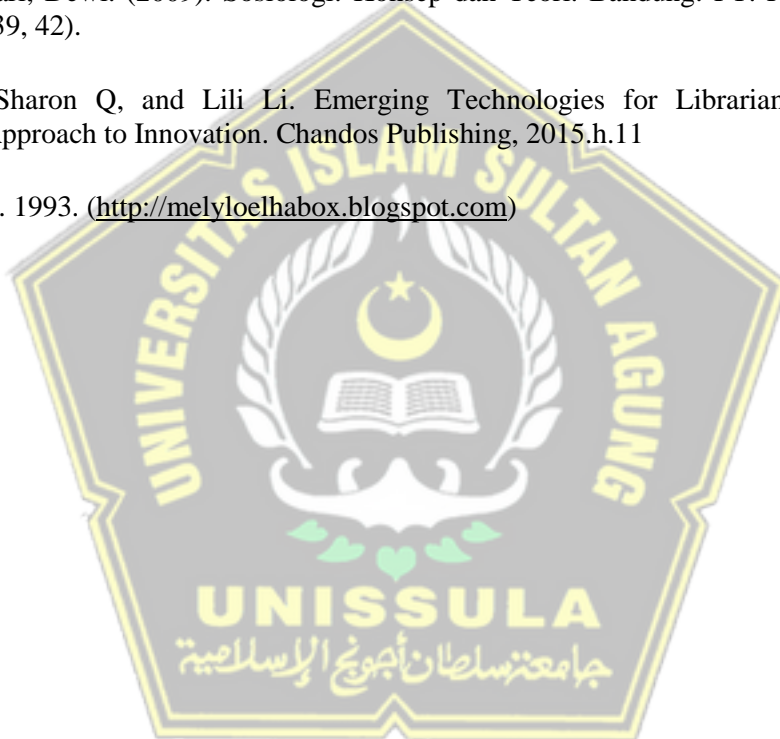 Dewi. (2009). Sosiologi: Konsep dan Teori. Bandung: PT.
39, 42).
Sharon Q, and Lili Li. Emerging Technologies for Librarian
pproach to Innovation. Chandos Publishing, 2015.h.11
. 1993. (http://melyloelhabox.blogspot.com)
UNIVERSITAS ISLAM SULTAN AGUNG
UNISSULA
جامعة سلطان أجونج الإسلامية